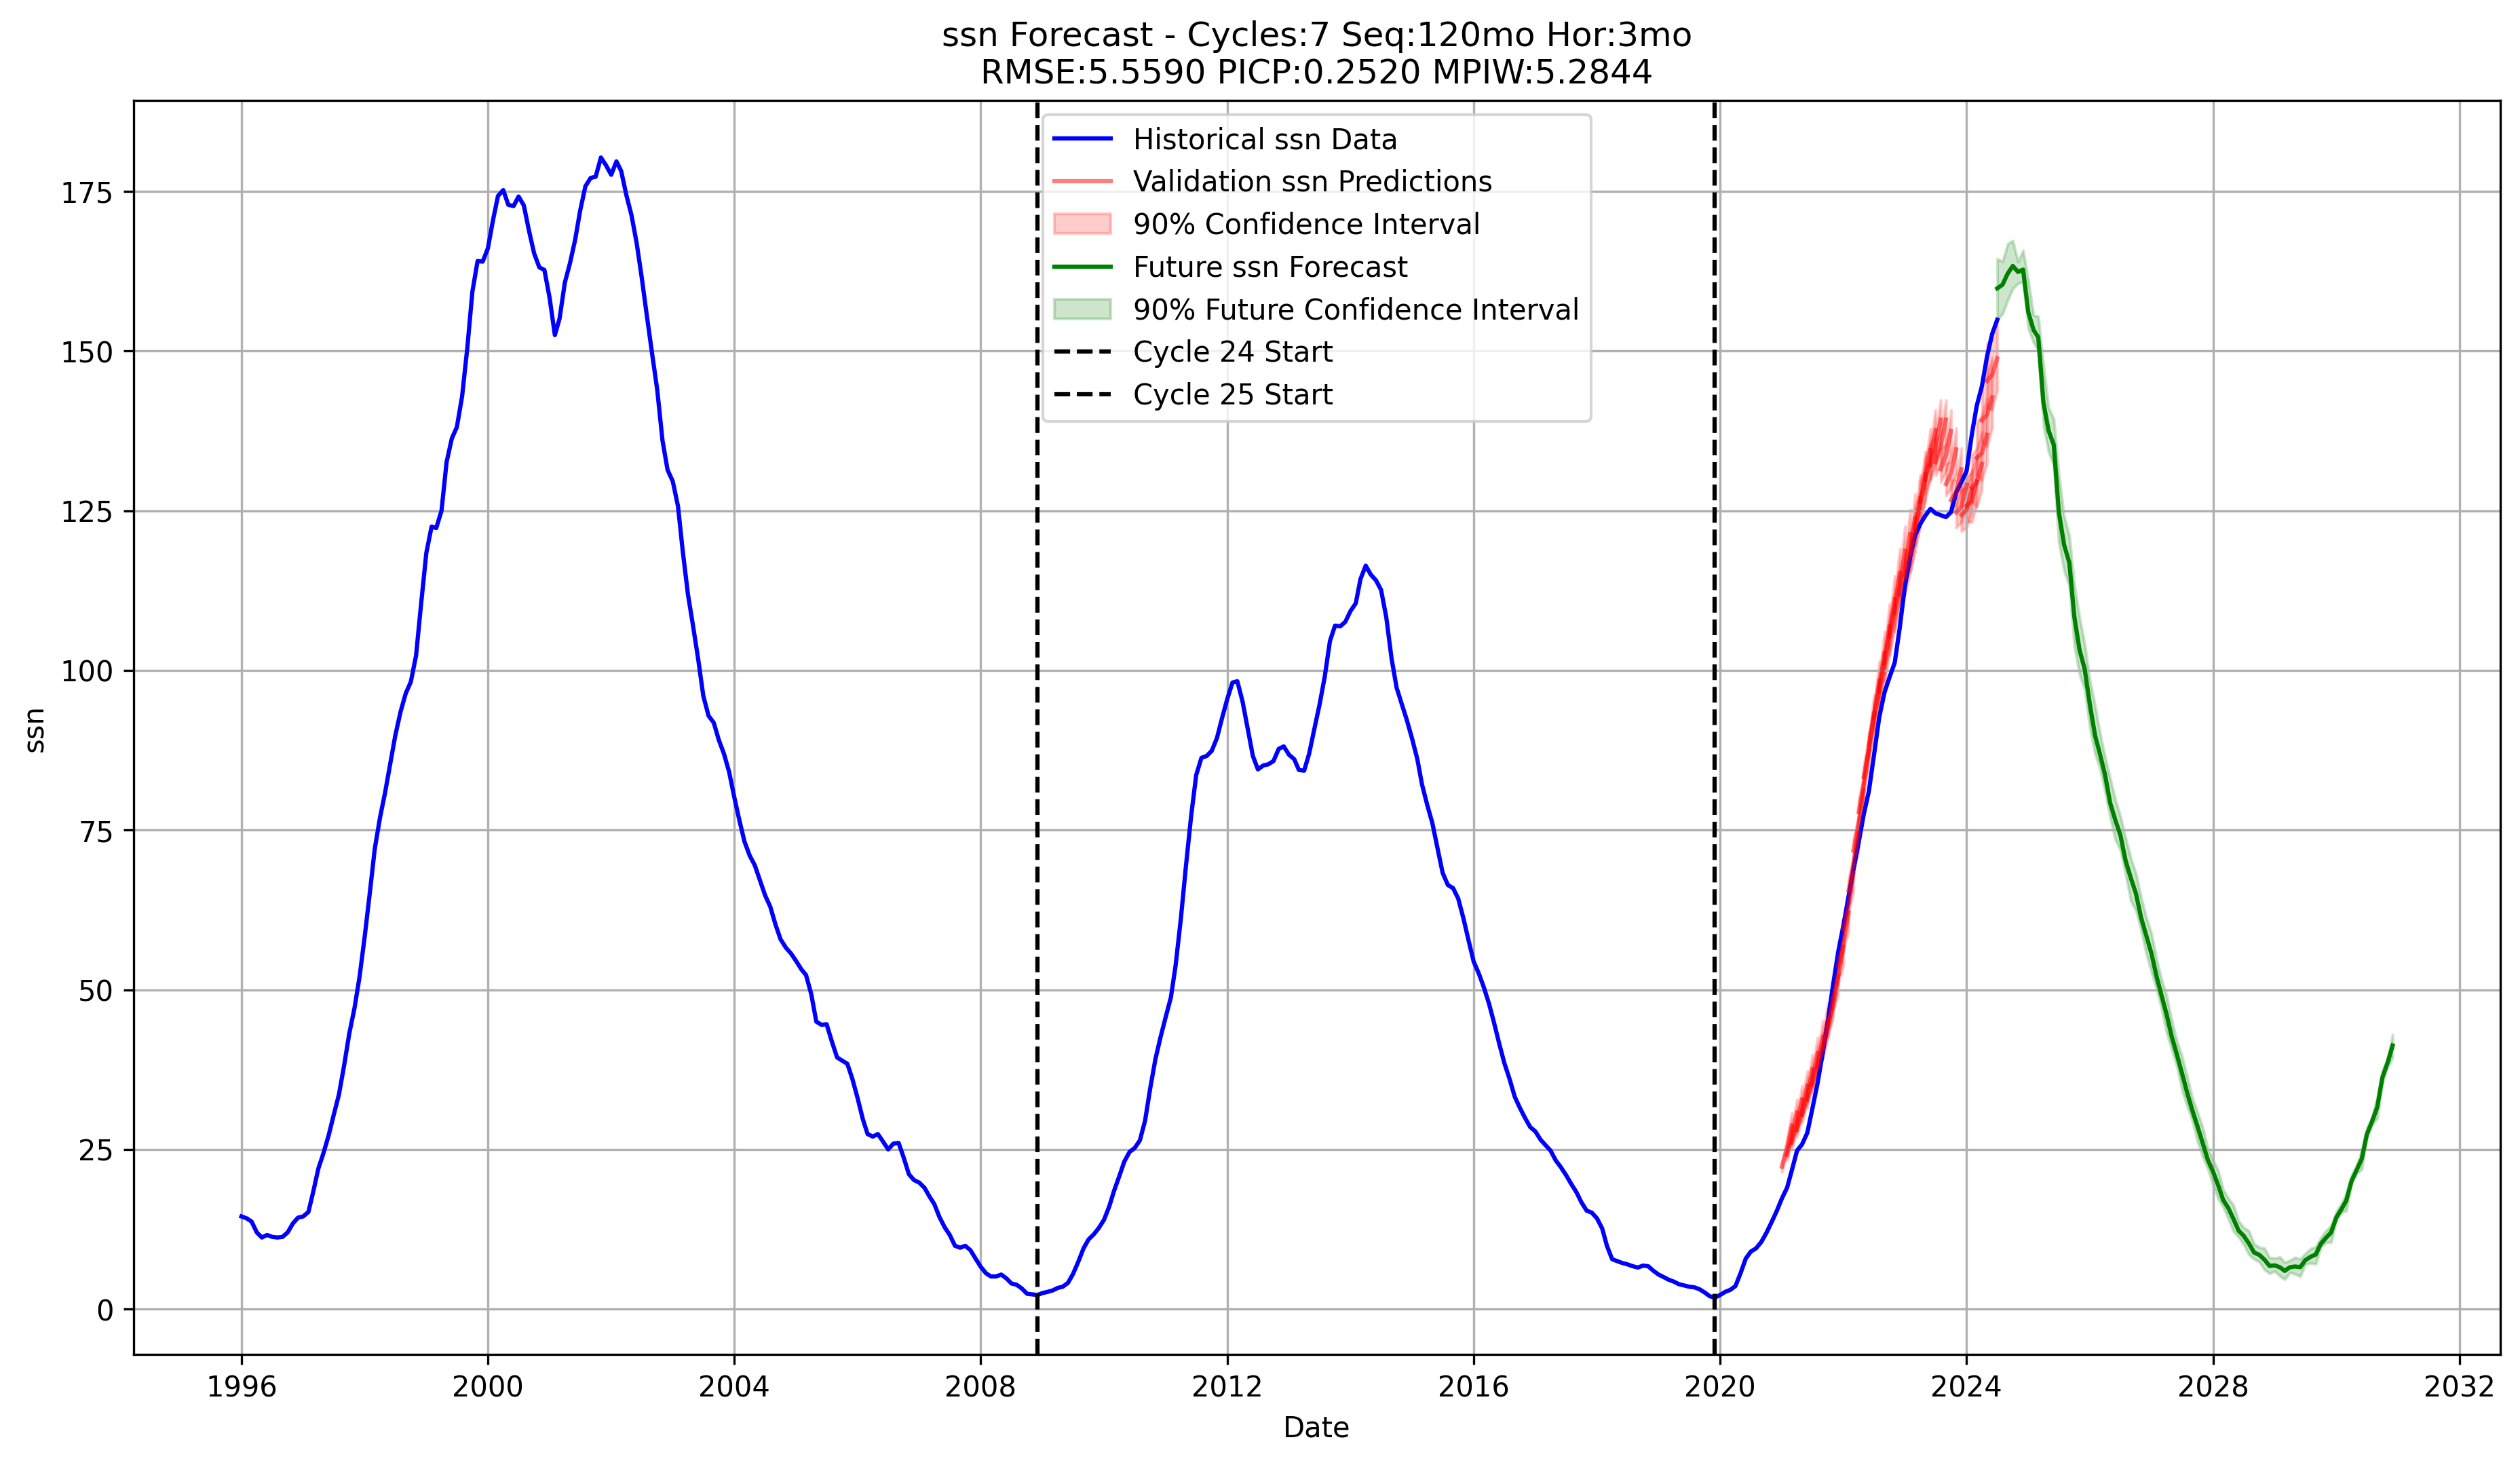 ssn Forecast - Cycles:7 Seq:120mo Hor:3mo
RMSE:5.5590 PICP:0.2520 MPIW:5.2844
Historical ssn Data
Validation ssn Predictions
90% Confidence Interval
Future ssn Forecast
90% Future Confidence Interval
Cycle 24 Start
Cycle 25 Start
ssn
175
150
125
100
75
50
25
0
1996 2000 2004 2008 2012 2016 2020 2024 2028 2032
Date